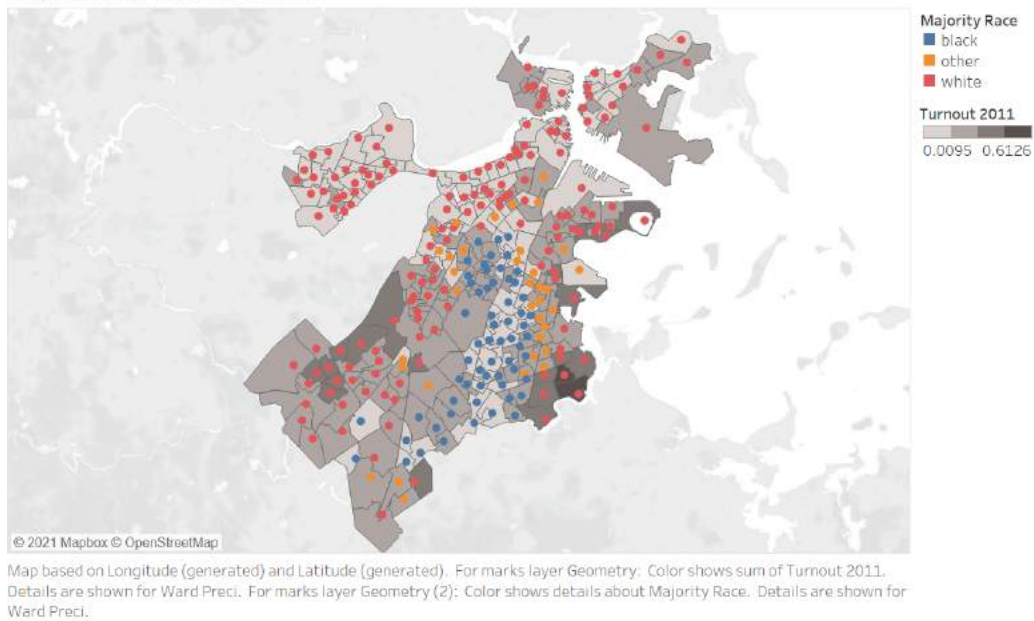 Majority Race
black
other
white
Turnout 2011
0.0095 0.6126
© 2021 Mapbox © OpenStreetMap
Map based on Longitude (generated) and Latitude (generated). For marks layer Geometry: Color shows sum of Turnout 2011.
Details are shown for Ward Preci. For marks layer Geometry (2): Color shows details about Majority Race. Details are shown for
Ward Preci.